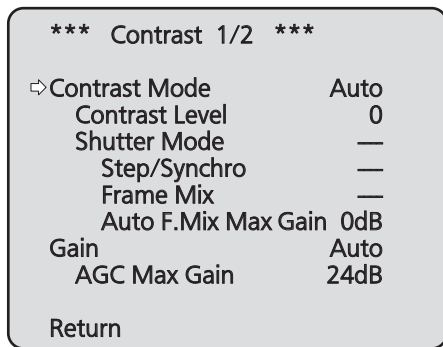 *** Contrast 1/2 ***
⇨Contrast Mode Auto
Contrast Level 0
Shutter Mode —
Step/Synchro —
Frame Mix —
Auto F.Mix Max Gain 0dB
Gain Auto
AGC Max Gain 24dB
Return